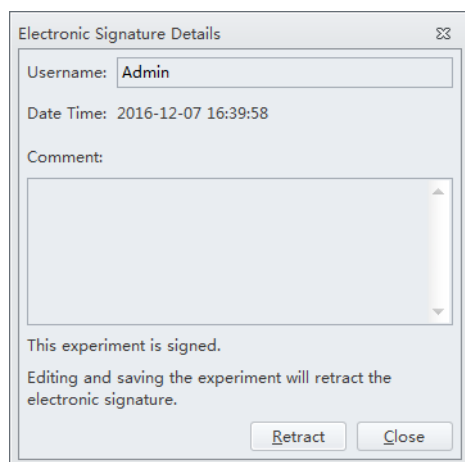 Electronic Signature Details
Username: Admin
Date Time: 2016-12-07 16:39:58
Comment:
This experiment is signed.
Editing and saving the experiment will retract the
electronic signature.
Retract Close